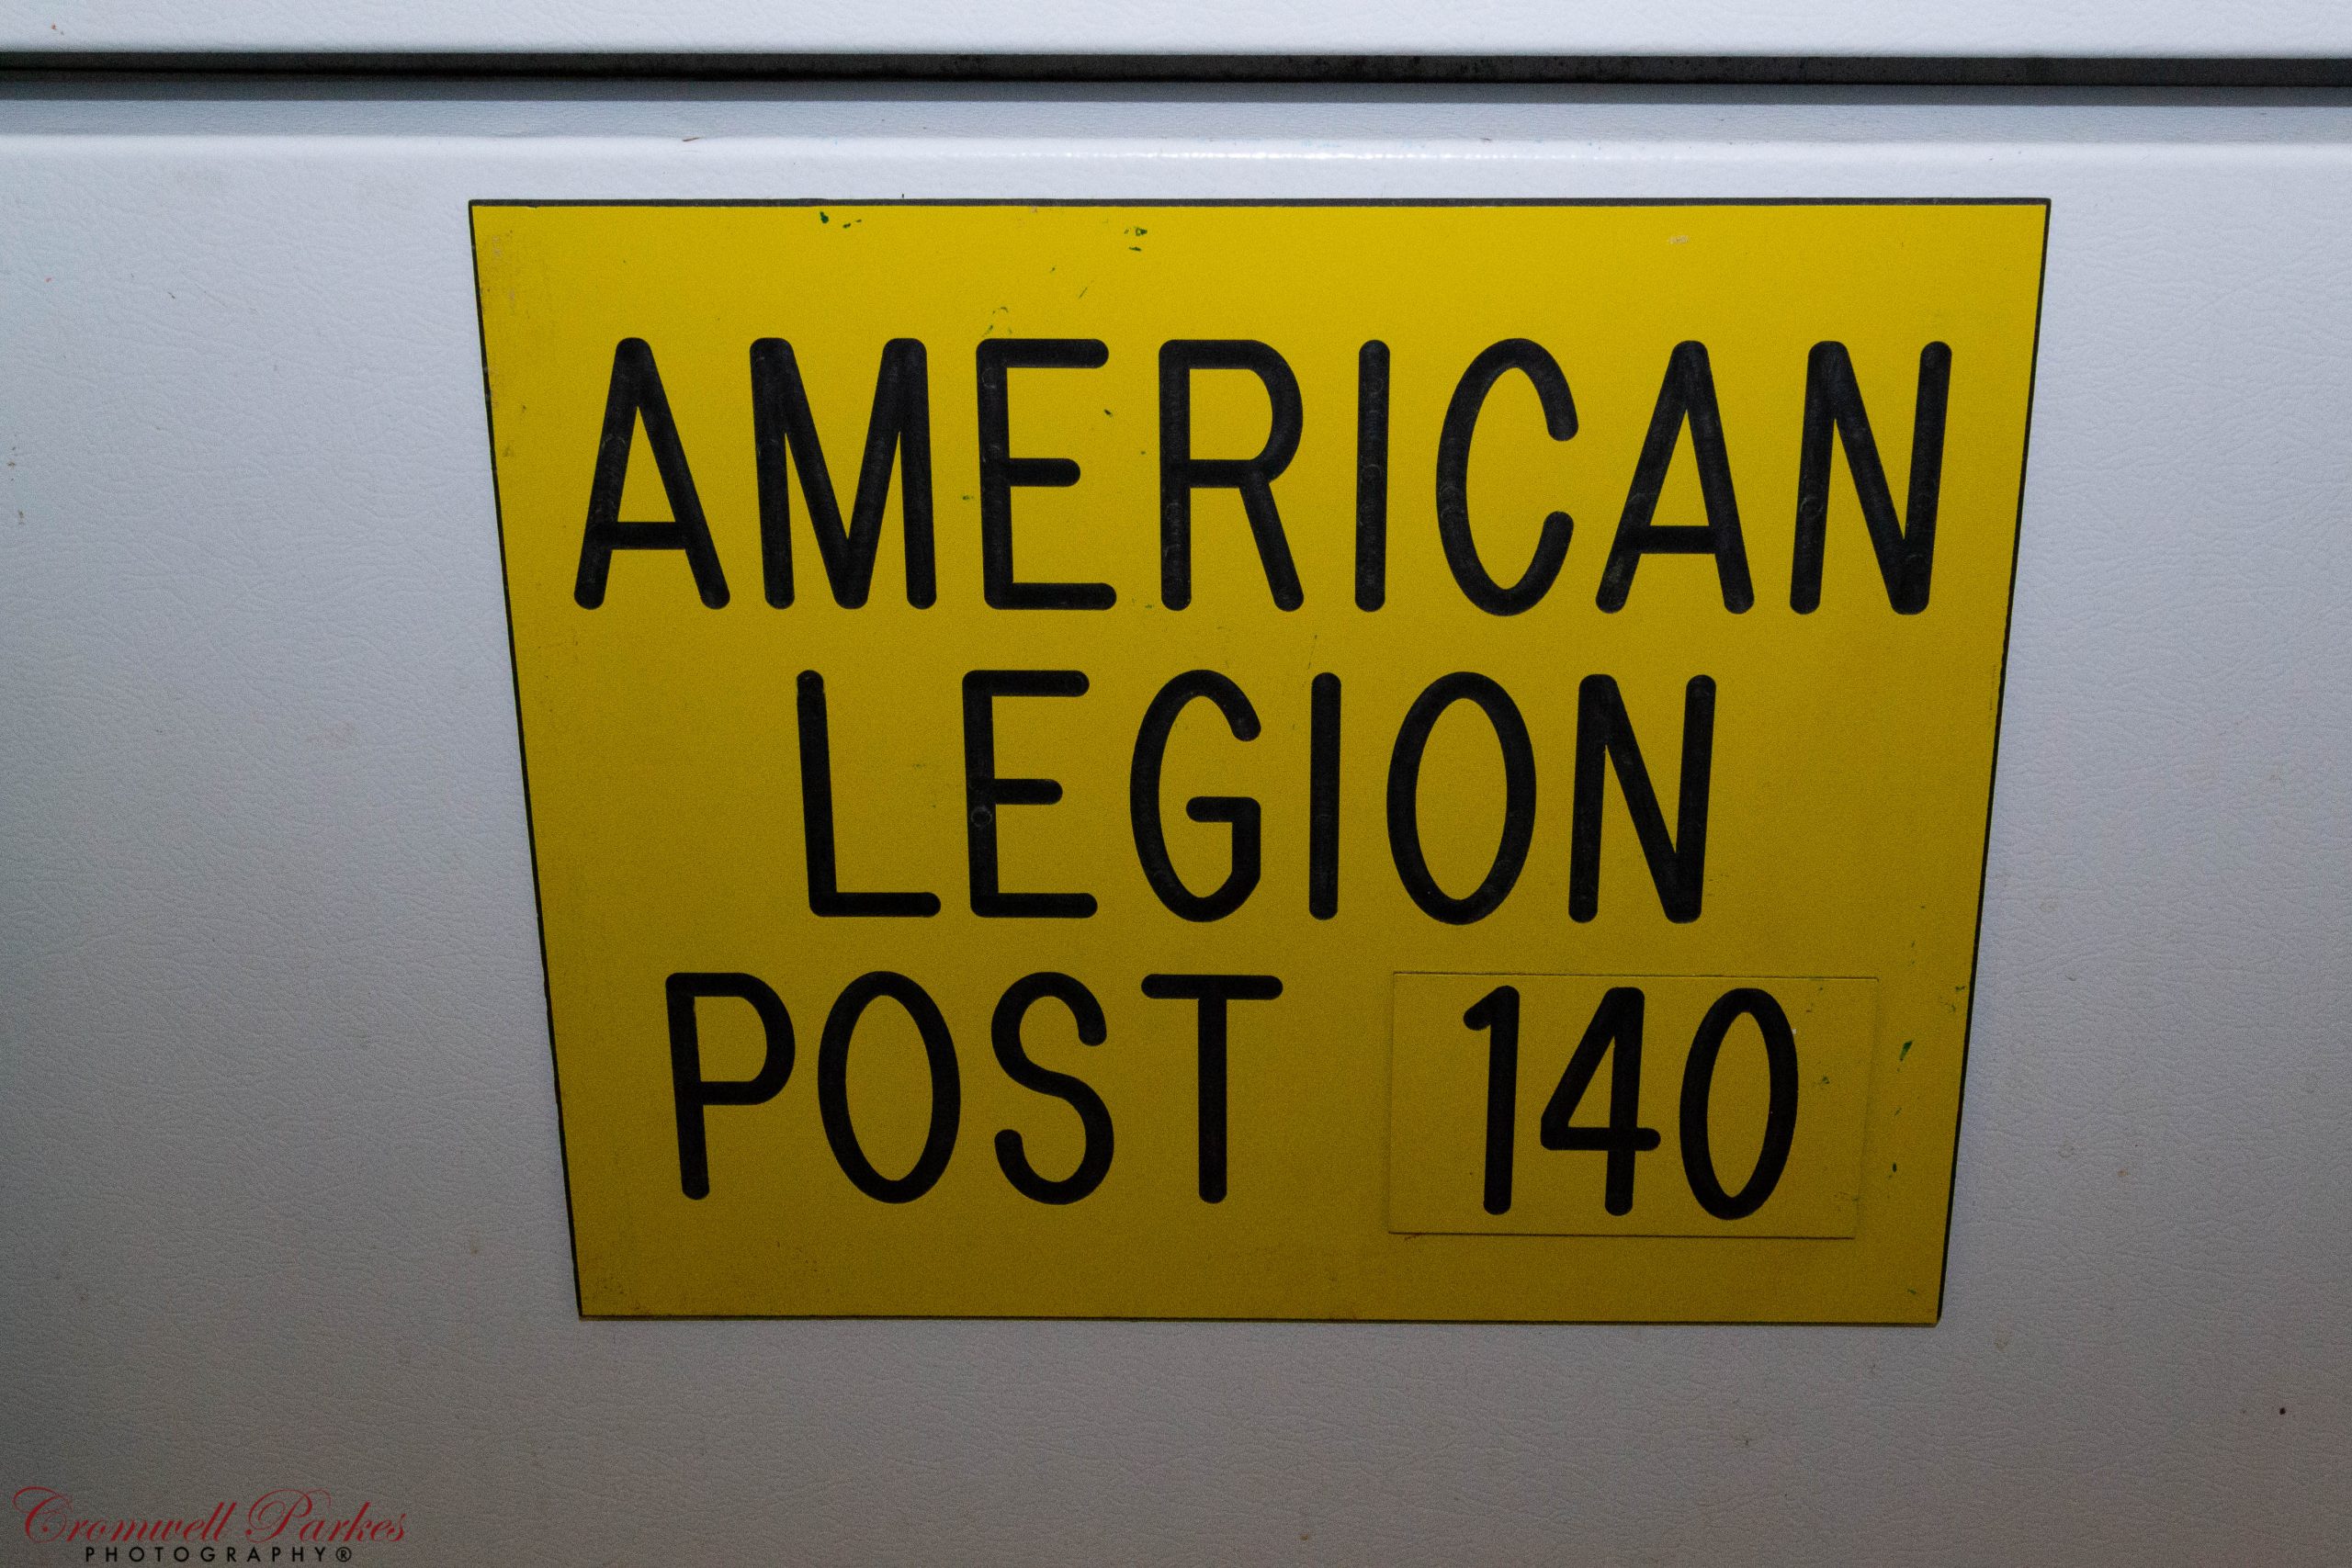 AMERICAN
LEGION
POST 140
Cromwell Parkes
PHOTOGRAPHY®